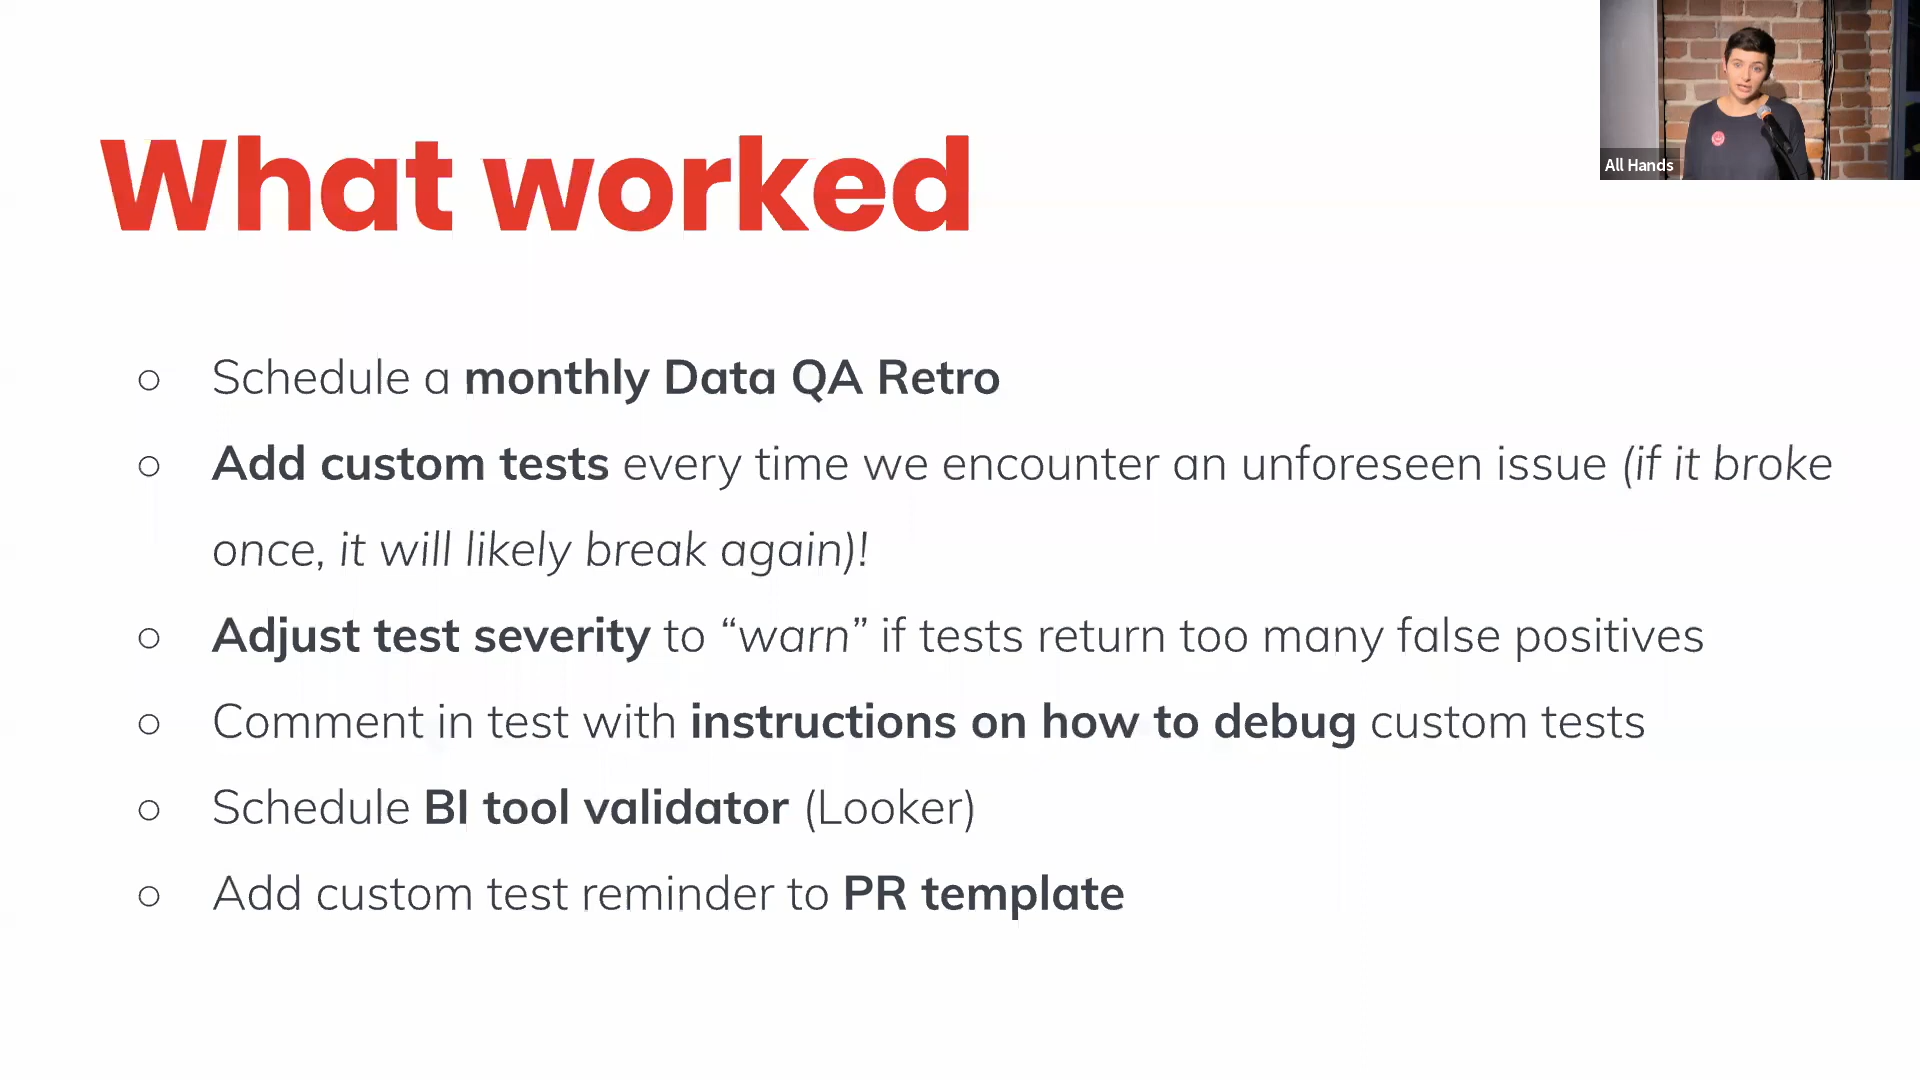 All Hands
What worked
○ Schedule a monthly Data QA Retro
○ Add custom tests every time we encounter an unforeseen issue (if it broke
once, it will likely break again)!
○ Adjust test severity to “warn” if tests return too many false positives
○ Comment in test with instructions on how to debug custom tests
○ Schedule BI tool validator (Looker)
○ Add custom test reminder to PR template